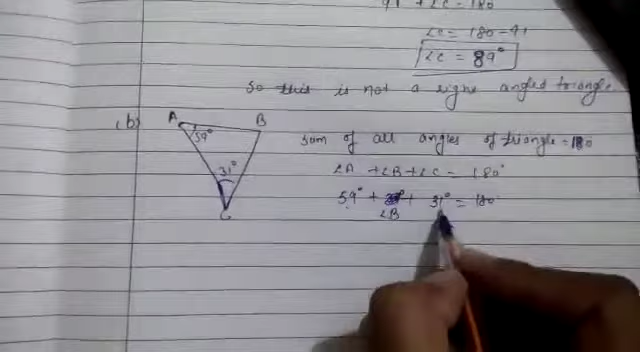 ∠C = 180 - 91
∠C = 89°
So this is not a right angled triangle
(b) A B
59°
31°
C
sum of all angles of triangle = 180
∠A + ∠B + ∠C = 180°
59° + + 31° = 180
∠B